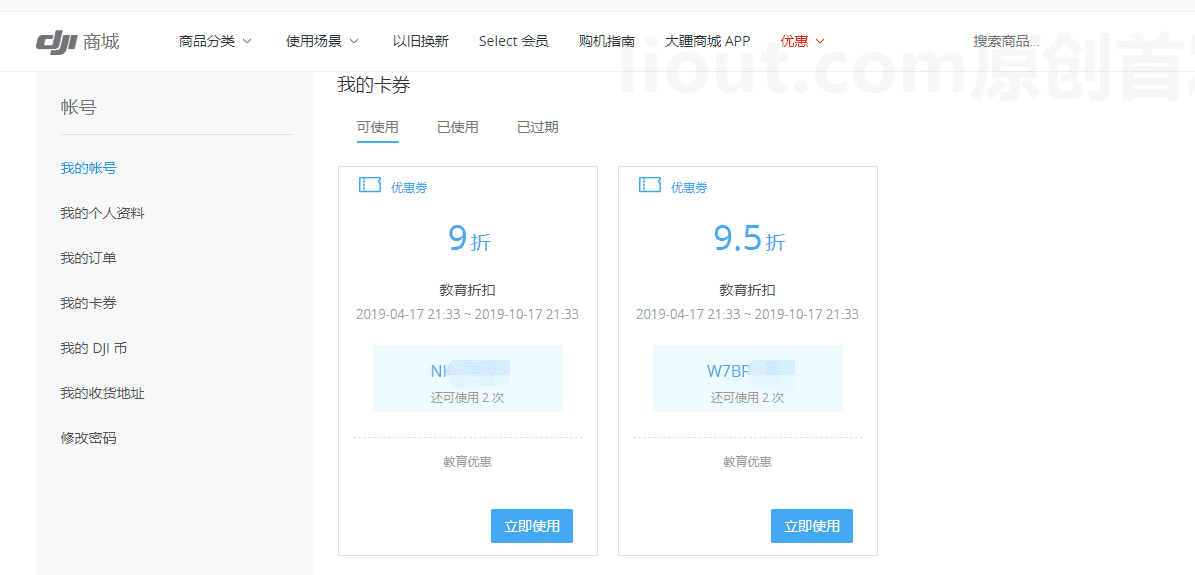 dji 商城 商品分类 使用场景 以旧换新 Select 会员 购机指南 大疆商城 APP 优惠 搜索商品...
liout.com原创首发
帐号
我的帐号
我的个人资料
我的订单
我的卡券
我的 DJI 币
我的收货地址
修改密码
我的卡券
可使用 已使用 已过期
优惠券
9折
教育折扣
2019-04-17 21:33 ~ 2019-10-17 21:33
还可使用 2 次
教育优惠
立即使用
优惠券
9.5折
教育折扣
2019-04-17 21:33 ~ 2019-10-17 21:33
W7BF
还可使用 2 次
教育优惠
立即使用